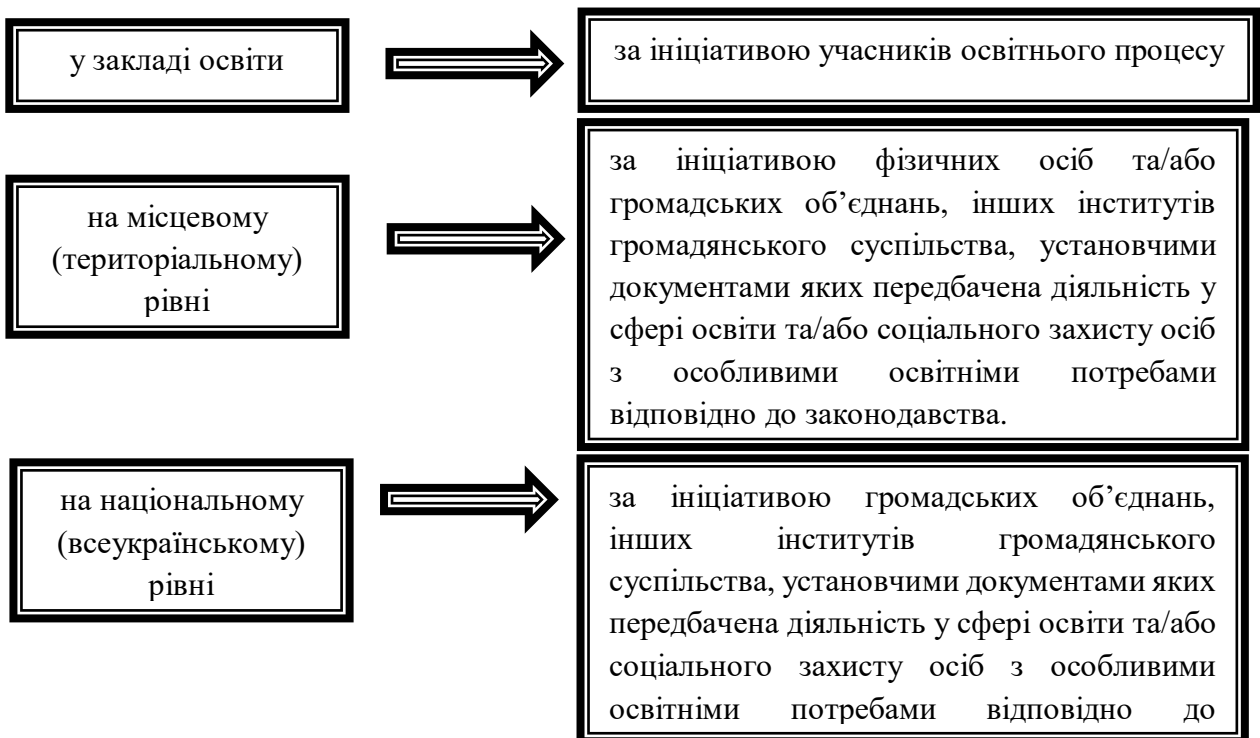 у закладі освіти
за ініціативою учасників освітнього процесу
на місцевому
(територіальному)
рівні
за ініціативою фізичних осіб та/або
громадських об’єднань, інших інститутів
громадянського суспільства, установчими
документами яких передбачена діяльність у
сфері освіти та/або соціального захисту осіб
з особливими освітніми потребами
відповідно до законодавства.
на національному
(всеукраїнському)
рівні
за ініціативою громадських об’єднань,
інших інститутів громадянського
суспільства, установчими документами яких
передбачена діяльність у сфері освіти та/або
соціального захисту осіб з особливими
освітніми потребами відповідно до